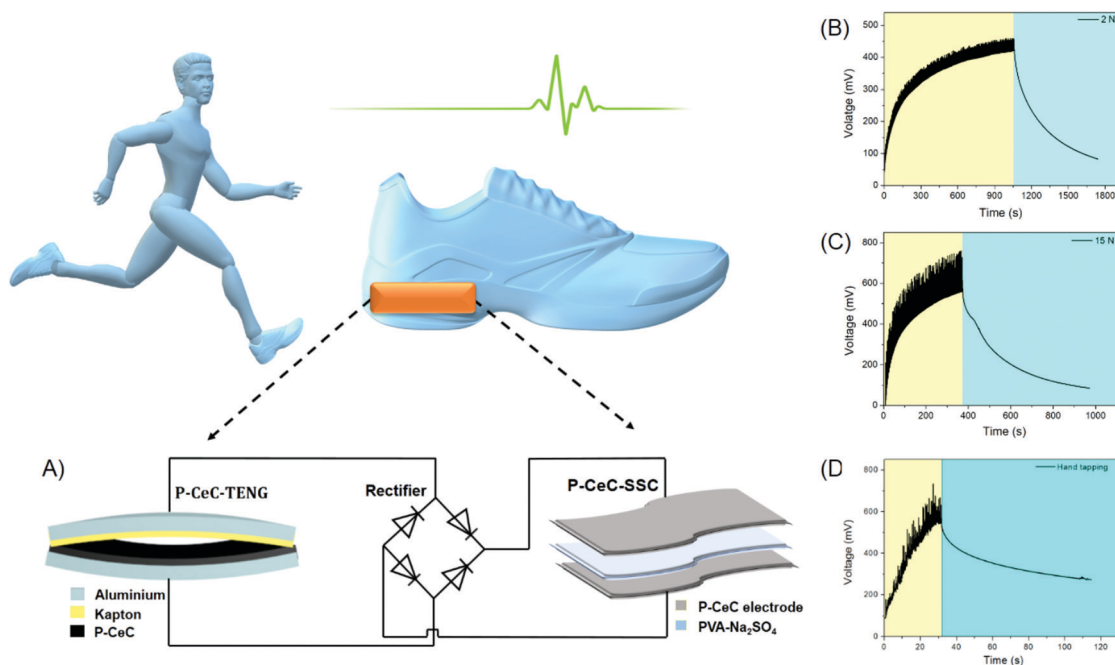 A)
P-CeC-TENG
Rectifier
P-CeC-SSC
Aluminium
Kapton
P-CeC
P-CeC electrode
PVA-Na₂SO₄
(B)
2 N
500
400
300
200
100
0
Volatge (mV)
0 300 600 900 1200 1500 1800
Time (s)
(C)
15 N
800
600
400
200
0
Voltage (mV)
0 200 400 600 800 1000
Time (s)
(D)
Hand tapping
800
600
400
200
0
Voltage (mV)
0 20 40 60 80 100 120
Time (s)